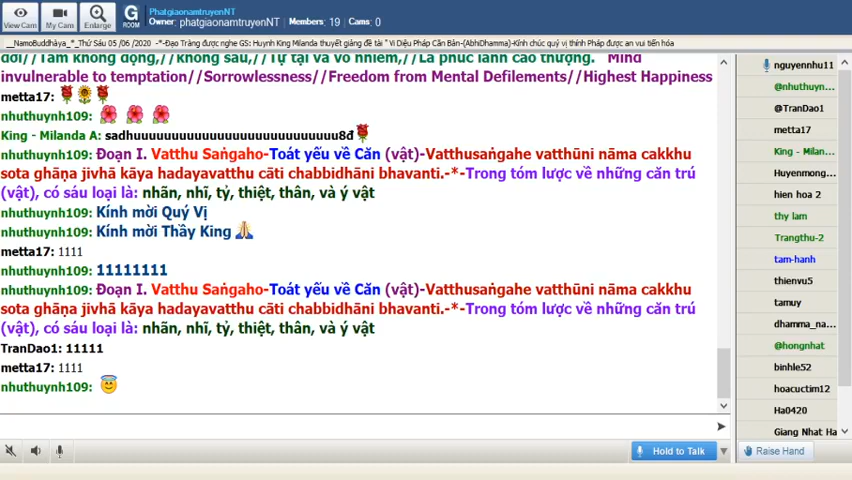 View Cam
My Cam
Enlarge
G
ROOM
PhatgiaonamtruyenNT
Owner: phatgiaonamtruyenNT Members: 19 Cams: 0
__NamoBuddhàya_*_Thứ Sáu 05 /06 /2020 -*-Đạo Tràng được nghe GS: Huynh King Milanda thuyết giảng đề tài " Vi Diệu Pháp Căn Bản-(AbhiDhamma)-Kính chúc quý vị thính Pháp được an vui tiến hóa
đời//Tâm không động,//không sầu,//Tự tại và vô nhiễm,//Là phúc lành cao thượng. "Mind
invulnerable to temptation//Sorrowlessness//Freedom from Mental Defilements//Highest Happiness
metta17:
nhuthuynh109:
King - Milanda A: sadhuuuuuuuuuuuuuuuuuuuuuuuuuuu8đ
nhuthuynh109: Đoạn I. Vatthu Saṅgaho-Toát yếu về Căn (vật)-Vatthusaṅgahe vatthūni nāma cakkhu
sota ghāṇa jivhā kāya hadayavatthu cāti chabbidhāni bhavanti.-*-Trong tóm lược về những căn trú
(vật), có sáu loại là: nhãn, nhĩ, tỷ, thiệt, thân, và ý vật
nhuthuynh109: Kính mời Quý Vị
nhuthuynh109: Kính mời Thầy King
metta17: 1111
nhuthuynh109: 11111111
nhuthuynh109: Đoạn I. Vatthu Saṅgaho-Toát yếu về Căn (vật)-Vatthusaṅgahe vatthūni nāma cakkhu
sota ghāṇa jivhā kāya hadayavatthu cāti chabbidhāni bhavanti.-*-Trong tóm lược về những căn trú
(vật), có sáu loại là: nhãn, nhĩ, tỷ, thiệt, thân, và ý vật
TranDao1: 11111
metta17: 1111
nhuthuynh109:
nguyennhu11
@nhuthuyn...
@TranDao1
metta17
King - Milan...
Huyenmong...
hien hoa 2
thy lam
Trangthu-2
tam-hanh
thienvu5
tamuy
dhamma_na...
@hongnhat
binhle52
hoacuctim12
Ha0420
Giang Nhat Ha
Hold to Talk
Raise Hand